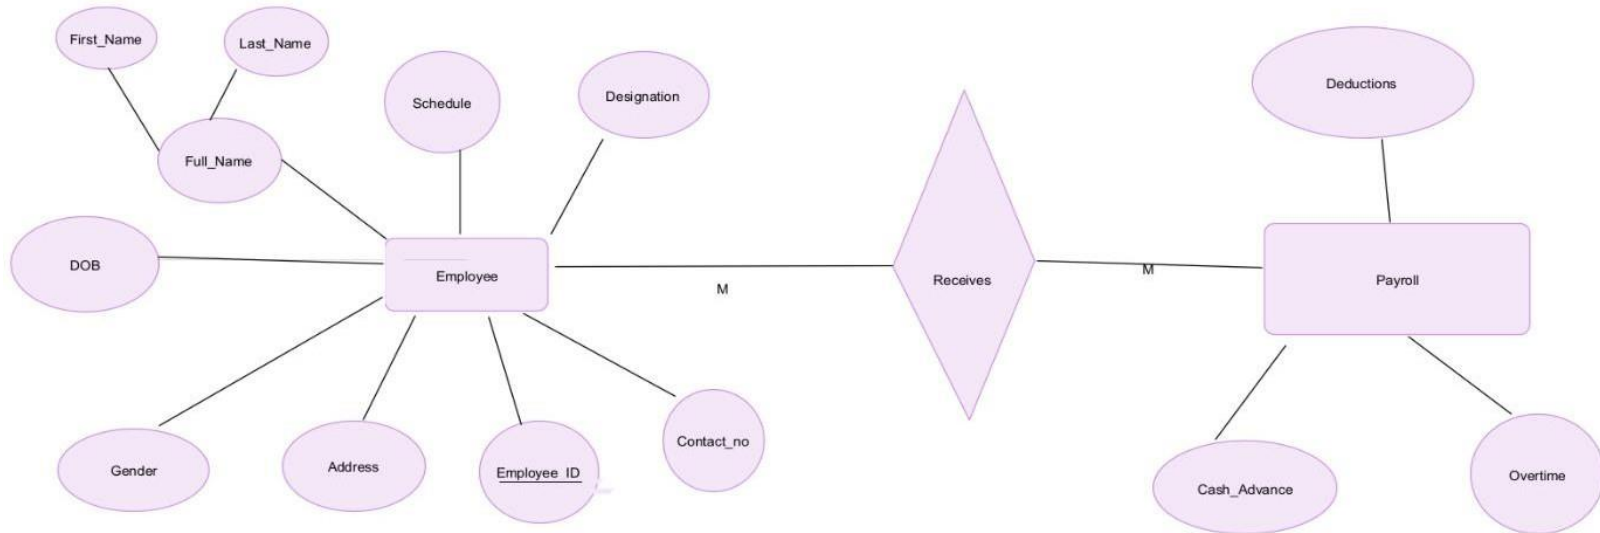 First_Name
Last_Name
Schedule
Designation
Deductions
Full_Name
DOB
Employee
M
Receives
M
Payroll
Gender
Address
Employee_ID
Contact_no
Cash_Advance
Overtime